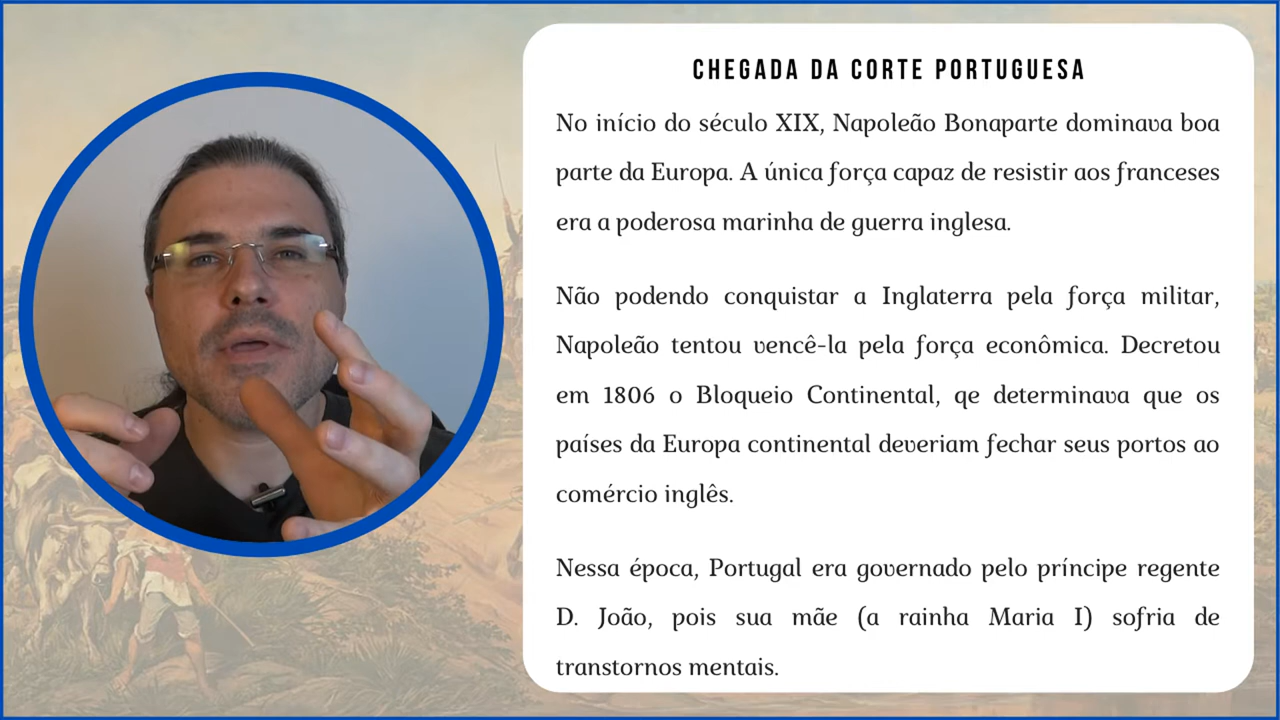 CHEGADA DA CORTE PORTUGUESA
No início do século XIX, Napoleão Bonaparte dominava boa
parte da Europa. A única força capaz de resistir aos franceses
era a poderosa marinha de guerra inglesa.
Não podendo conquistar a Inglaterra pela força militar,
Napoleão tentou vencê-la pela força econômica. Decretou
em 1806 o Bloqueio Continental, qe determinava que os
países da Europa continental deveriam fechar seus portos ao
comércio inglês.
Nessa época, Portugal era governado pelo príncipe regente
D. João, pois sua mãe (a rainha Maria I) sofria de
transtornos mentais.